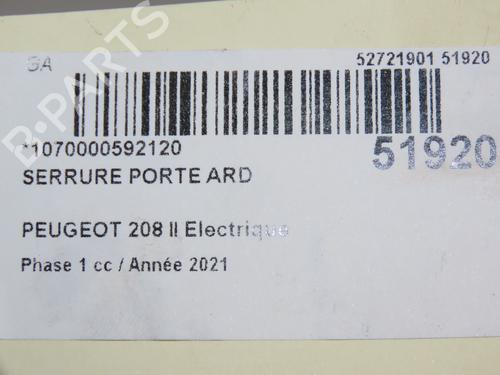 GA
52721901 51920
*1070000592120
51920
SERRURE PORTE ARD
PEUGEOT 208 II Electrique
Phase 1 cc / Année 2021
B-PARTS